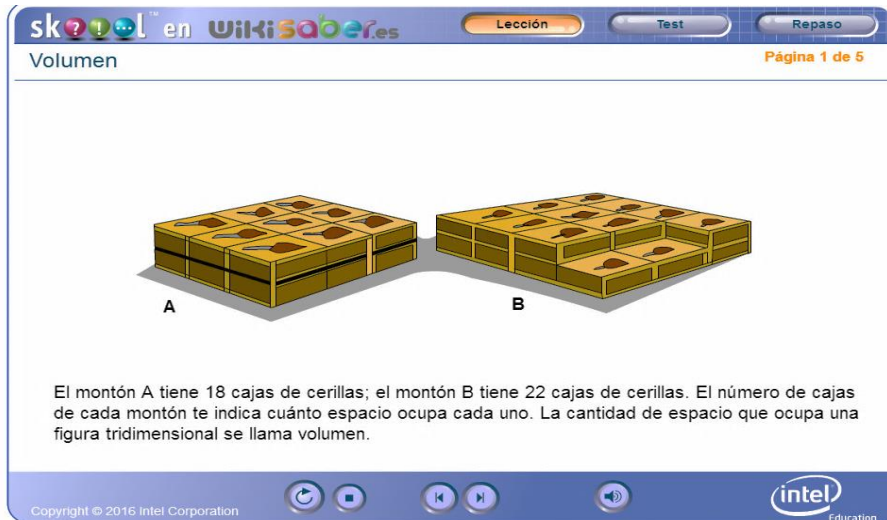 skool™ en wikisaber.es
Lección
Test
Repaso
Volumen
Página 1 de 5
A
B
El montón A tiene 18 cajas de cerillas; el montón B tiene 22 cajas de cerillas. El número de cajas
de cada montón te indica cuánto espacio ocupa cada uno. La cantidad de espacio que ocupa una
figura tridimensional se llama volumen.
Copyright © 2016 Intel Corporation
intel
Education